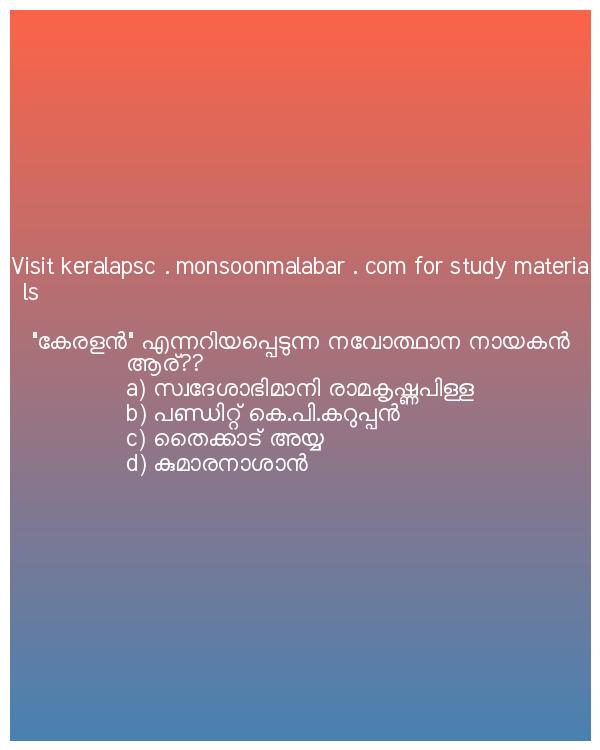 Visit keralapsc . monsoonmalabar . com for study materia
ls
"കേരളൻ" എന്നറിയപ്പെടുന്ന നവോത്ഥാന നായകൻ
ആര്??
a) സ്വദേശാഭിമാനി രാമകൃഷ്ണപിള്ള
b) പണ്ഡിറ്റ് കെ.പി.കറുപ്പൻ
c) തൈക്കാട് അയ്യ
d) കുമാരനാശാൻ